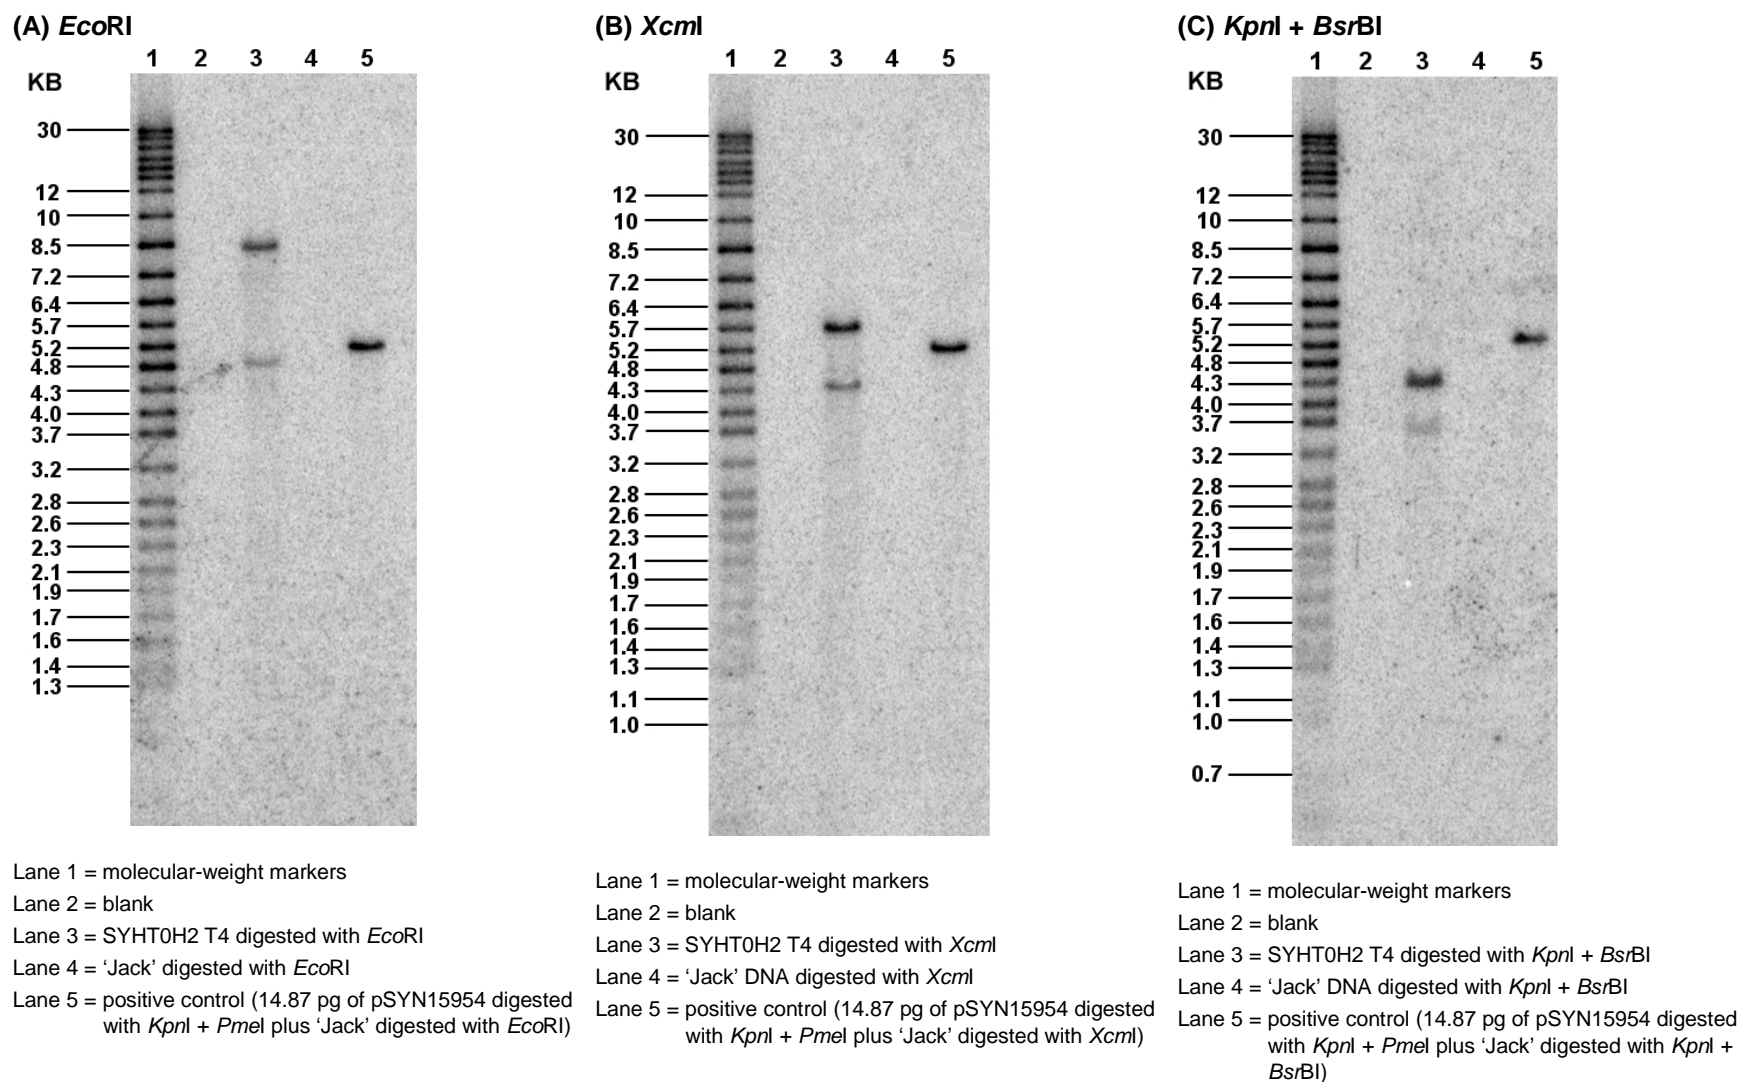 (A) EcoRI
1 2 3 4 5
KB
30
12
10
8.5
7.2
6.4
5.7
5.2
4.8
4.3
4.0
3.7
3.2
2.8
2.6
2.3
2.1
1.9
1.7
1.6
1.4
1.3
Lane 1 = molecular-weight markers
Lane 2 = blank
Lane 3 = SYHT0H2 T4 digested with EcoRI
Lane 4 = ‘Jack’ digested with EcoRI
Lane 5 = positive control (14.87 pg of pSYN15954 digested
with KpnI + PmeI plus ‘Jack’ digested with EcoRI)
(B) XcmI
1 2 3 4 5
KB
30
12
10
8.5
7.2
6.4
5.7
5.2
4.8
4.3
4.0
3.7
3.2
2.8
2.6
2.3
2.1
1.9
1.7
1.6
1.4
1.3
1.1
1.0
Lane 1 = molecular-weight markers
Lane 2 = blank
Lane 3 = SYHT0H2 T4 digested with XcmI
Lane 4 = ‘Jack’ DNA digested with XcmI
Lane 5 = positive control (14.87 pg of pSYN15954 digested
with KpnI + PmeI plus ‘Jack’ digested with XcmI)
(C) KpnI + BsrBI
1 2 3 4 5
KB
30
12
10
8.5
7.2
6.4
5.7
5.2
4.8
4.3
4.0
3.7
3.2
2.8
2.6
2.3
2.1
1.9
1.7
1.6
1.4
1.3
1.1
1.0
0.7
Lane 1 = molecular-weight markers
Lane 2 = blank
Lane 3 = SYHT0H2 T4 digested with KpnI + BsrBI
Lane 4 = ‘Jack’ DNA digested with KpnI + BsrBI
Lane 5 = positive control (14.87 pg of pSYN15954 digested
with KpnI + PmeI plus ‘Jack’ digested with KpnI +
BsrBI)